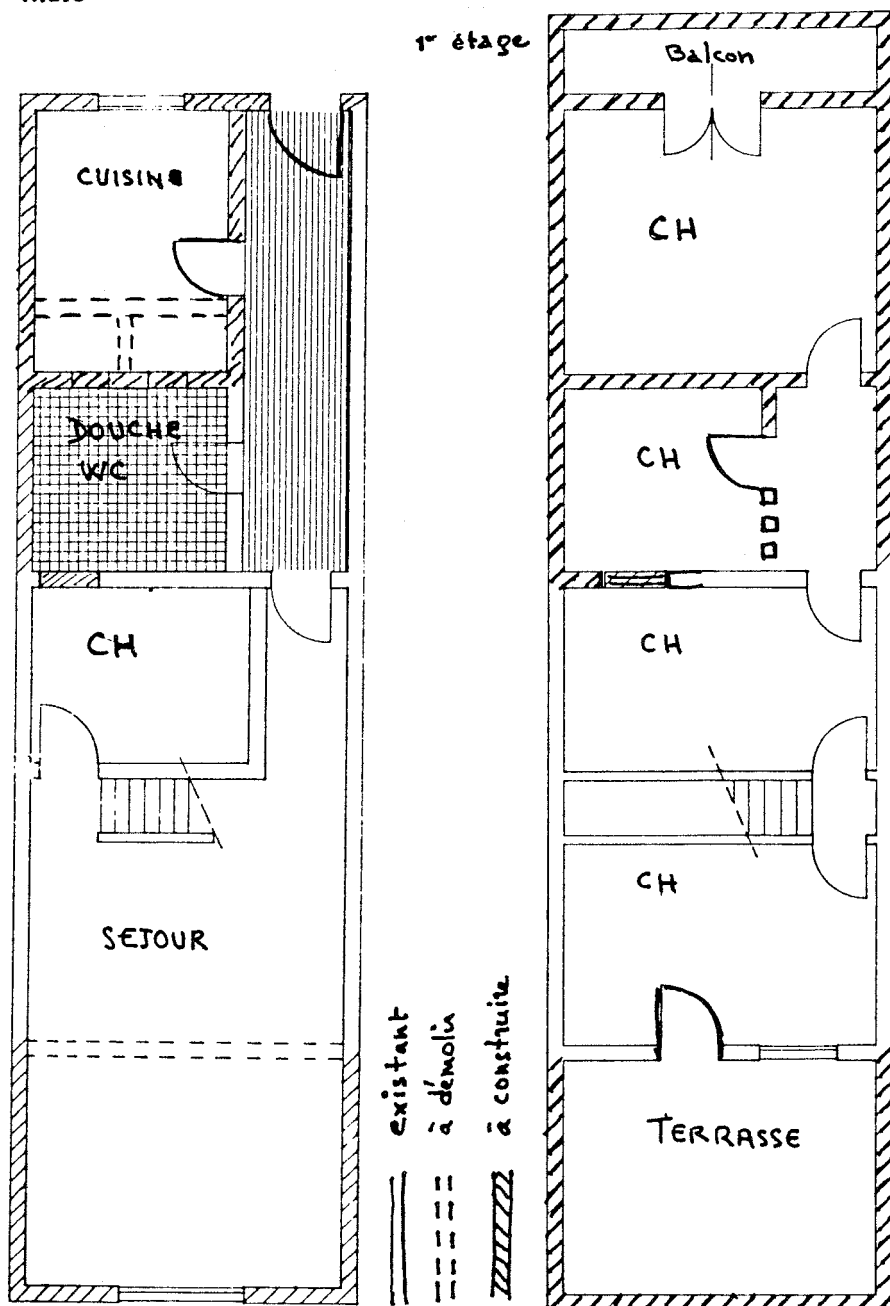 1er étage
Balcon
CUISINE
CH
DOUCHE
WC
CH
CH
CH
SEJOUR
CH
TERRASSE
existant
à démolir
à construire